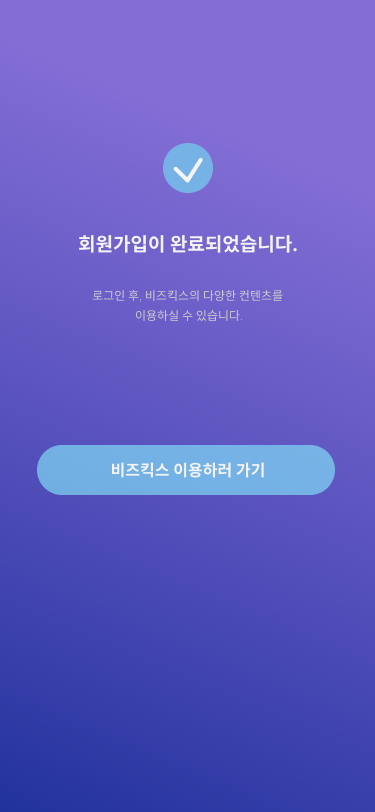 회원가입이 완료되었습니다.
로그인 후, 비즈킥스의 다양한 컨텐츠를
이용하실 수 있습니다.
비즈킥스 이용하러 가기